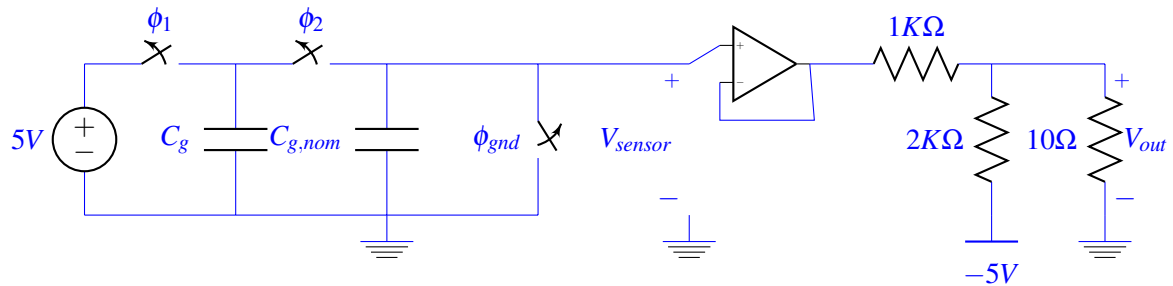 ϕ1
ϕ2
1KΩ
5V
+
−
Cg
Cg,nom
ϕgnd
+
Vsensor
−
+
−
2KΩ
10Ω
+
Vout
−
−5V